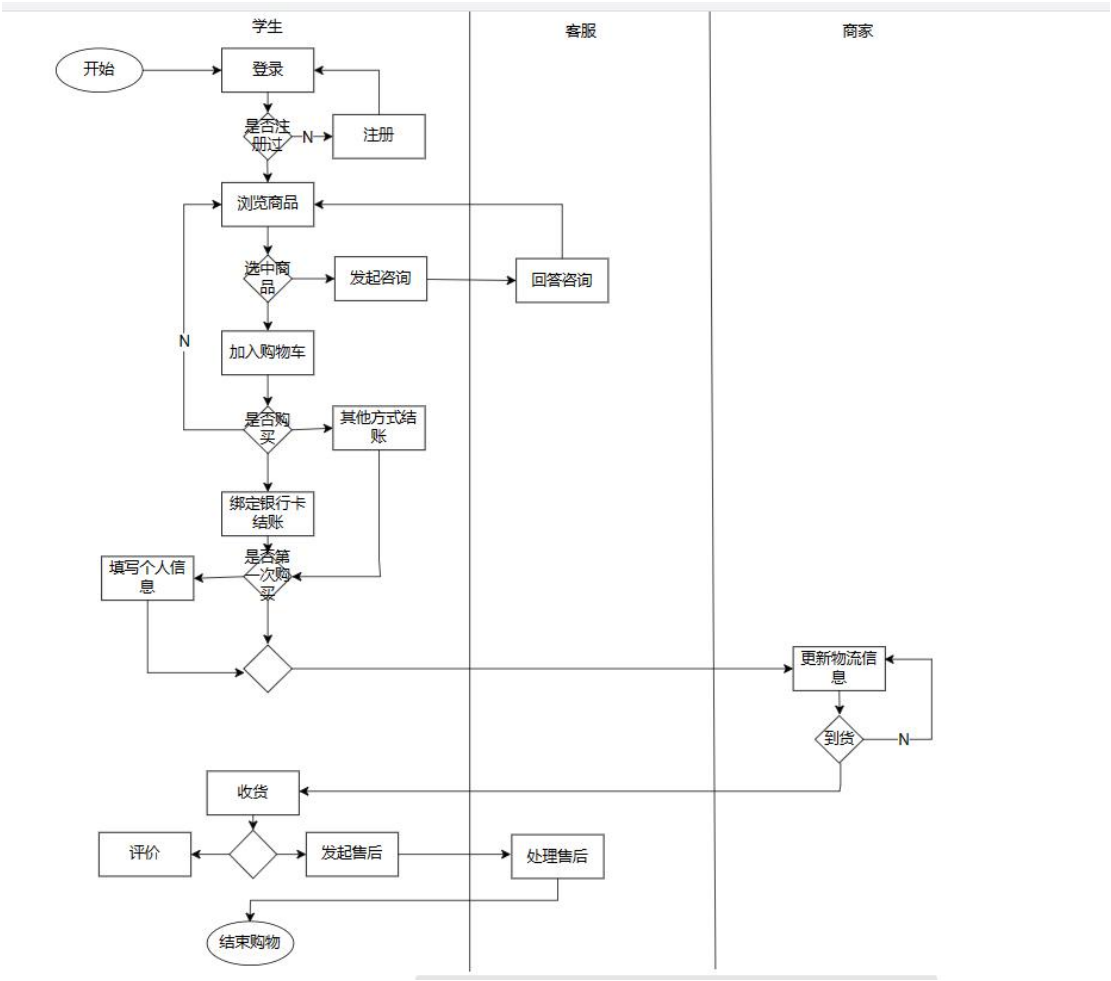 学生
客服
商家
开始
登录
是否注
册过
N
注册
浏览商品
选中商
品
发起咨询
回答咨询
N
加入购物车
是否购
买
其他方式结
账
绑定银行卡
结账
是否第
一次购
买
填写个人信
息
更新物流信
息
到货
N
收货
评价
发起售后
处理售后
结束购物